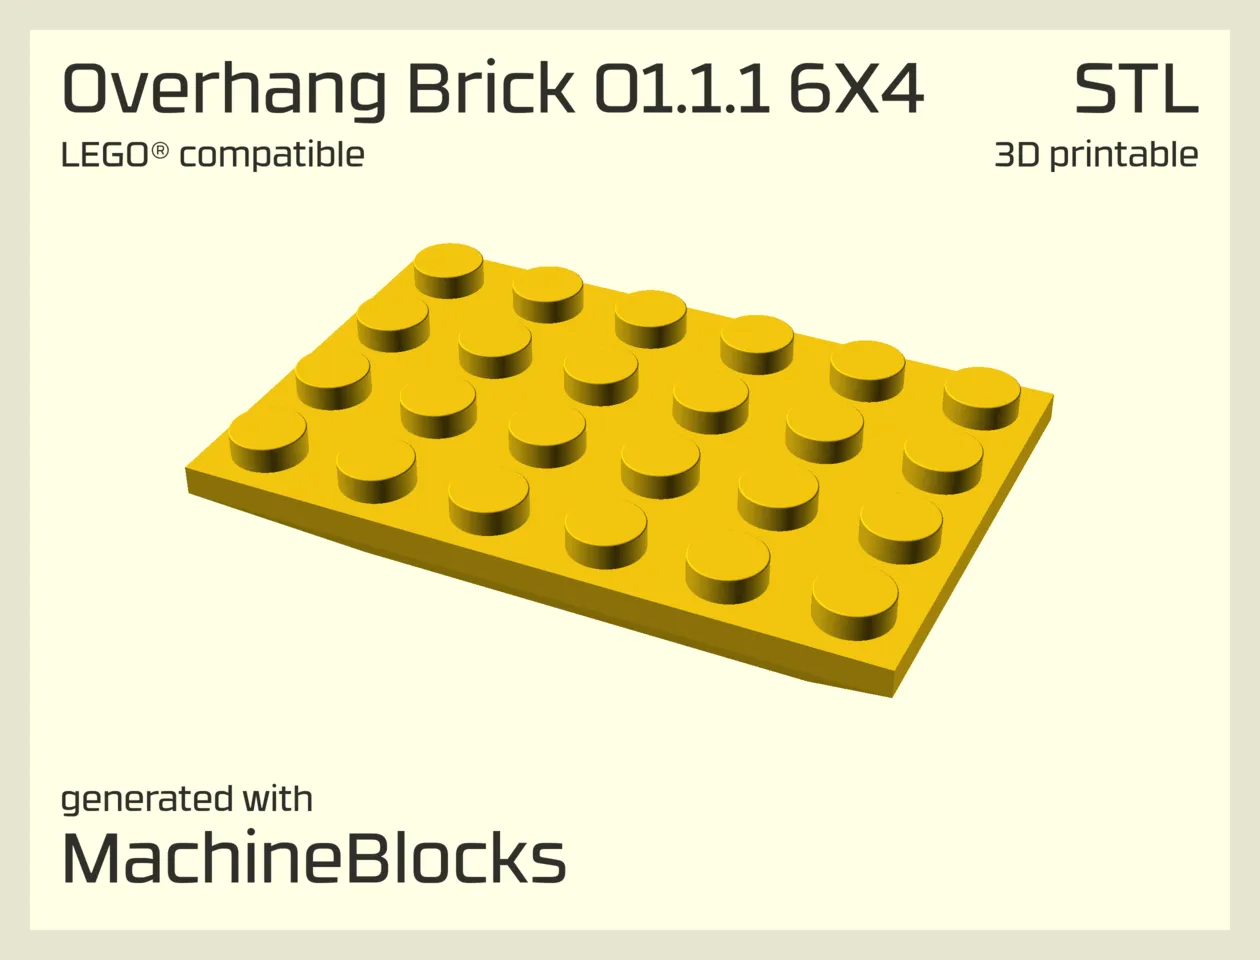 Overhang Brick 01.1.1 6X4
STL
LEGO® compatible
3D printable
generated with
MachineBlocks